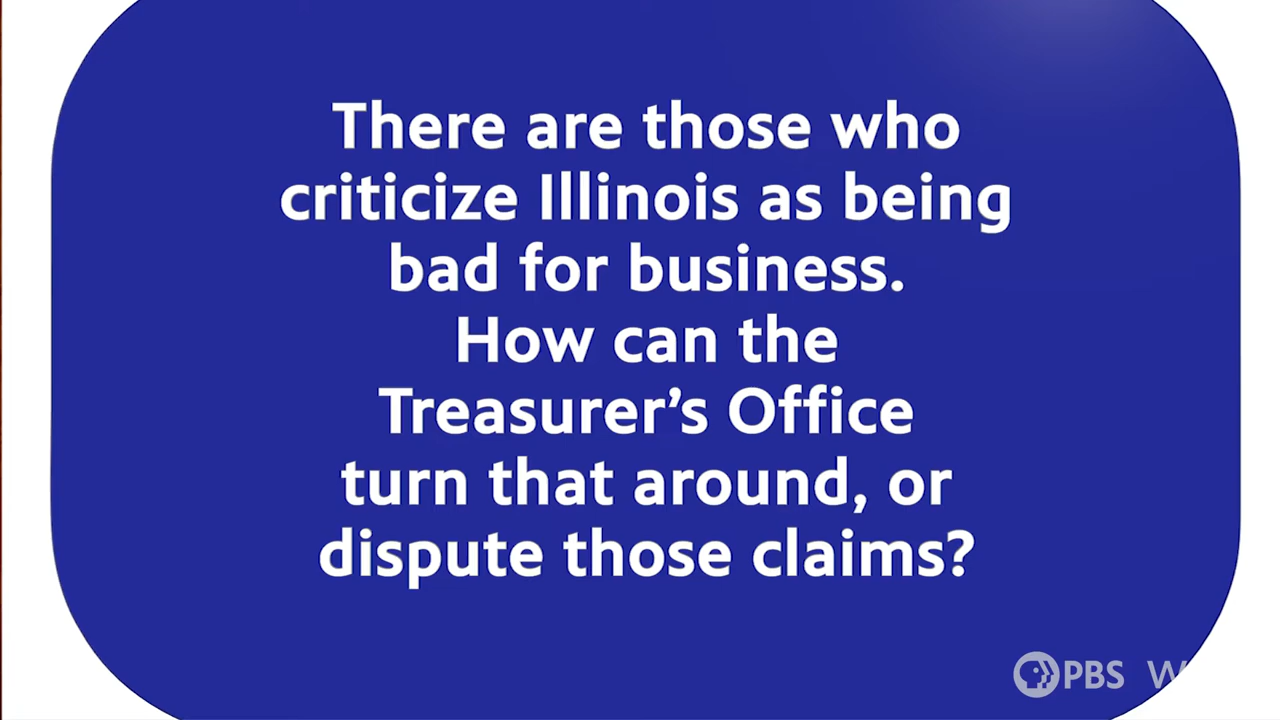 There are those who
criticize Illinois as being
bad for business.
How can the
Treasurer's Office
turn that around, or
dispute those claims?
PBS W